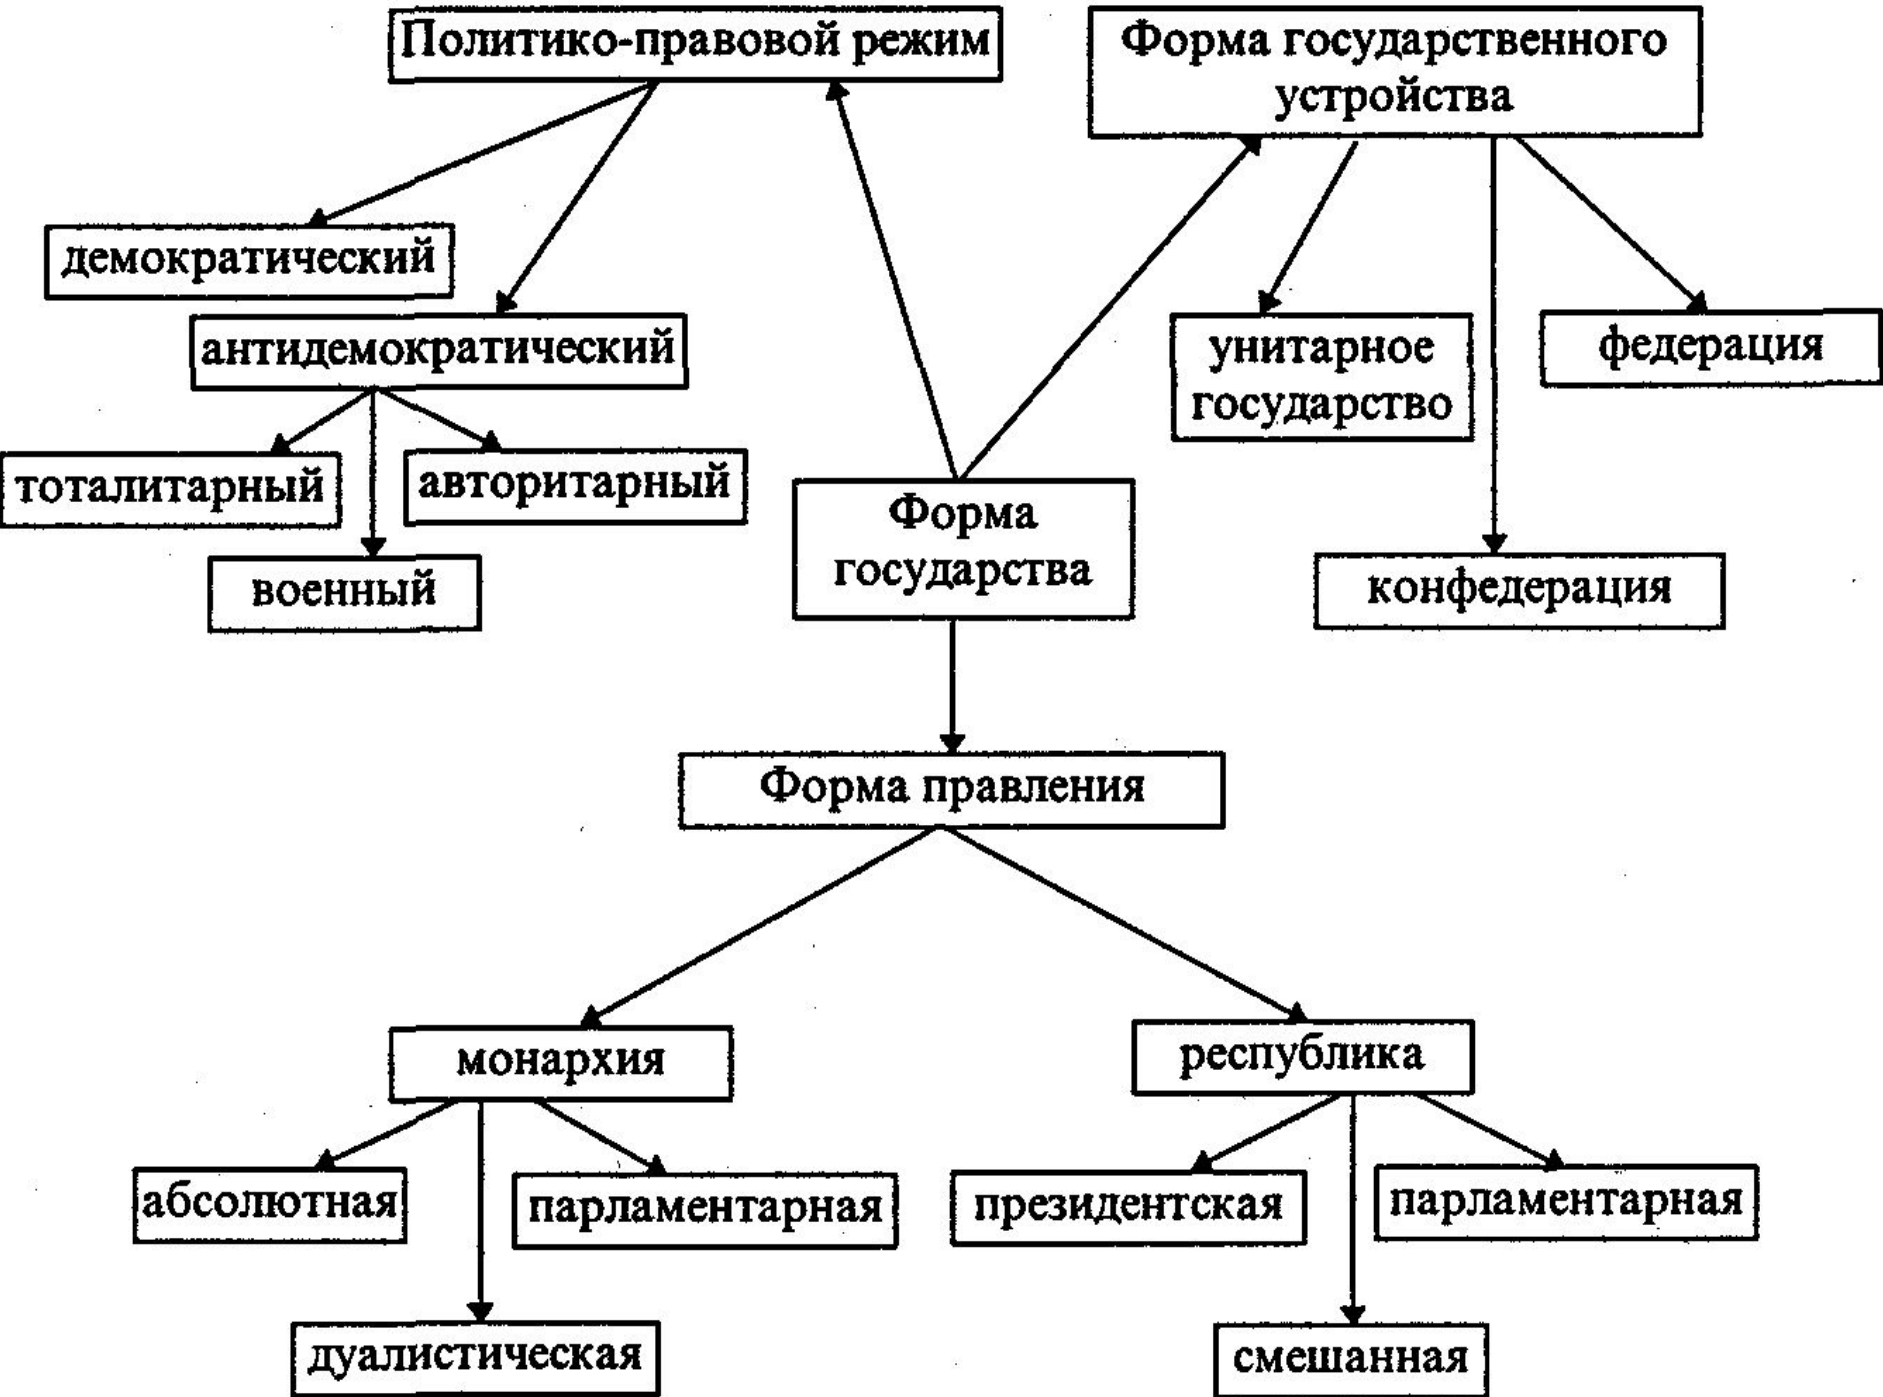 Политико-правовой режим
Форма государственного
устройства
демократический
антидемократический
унитарное
государство
федерация
тоталитарный
авторитарный
военный
Форма
государства
конфедерация
Форма правления
монархия
республика
абсолютная
парламентарная
президентская
парламентарная
дуалистическая
смешанная